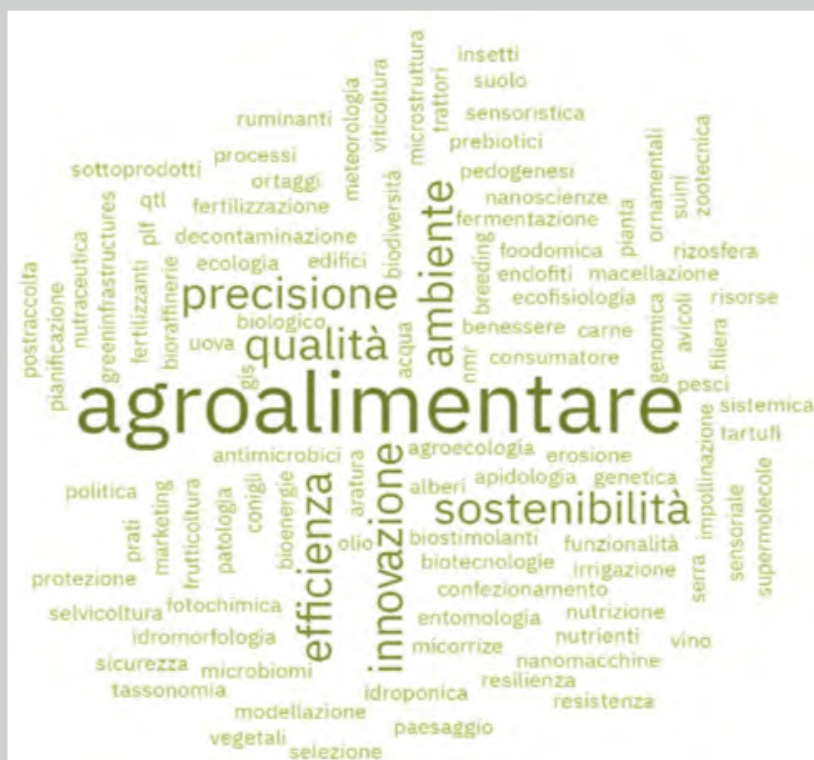 insetti
suolo
microstruttura
trattori
viticoltura
meteorologia
sensoristica
ruminanti
prebiotici
processi
sottoprodotti
pedogenesi
ortaggi
qtl
nanoscienze
fertilizzazione
fermentazione
biodiversità
ambiente
pianta
ornamentali
suini
zootecnica
plf
decontaminazione
foodomica
rizosfera
ecologia
edifici
breeding
endofiti
macellazione
postraccolta
pianificazione
nutraceutica
greeninfrastructures
fertilizzanti
bioraffinerie
precisione
ecofisiologia
risorse
biologico
uova
qualità
acqua
benessere
carne
genomica
avicoli
filiera
gis
nmr
consumatore
pesci
agroalimentare
sistemica
tartufi
antimicrobici
agroecologia
erosione
impollinazione
politica
aratura
alberi
apidologia
genetica
prati
marketing
frutticoltura
patologia
conigli
bioenergie
efficienza
innovazione
sostenibilità
sensoriale
supermolecole
olio
biostimolanti
funzionalità
serra
protezione
biotecnologie
irrigazione
confezionamento
selvicoltura
fotochimica
entomologia
nutrizione
idromorfologia
micorrize
nutrienti
vino
sicurezza
microbiomi
nanomacchine
tassonomia
idroponica
resilienza
resistenza
modellazione
paesaggio
vegetali
selezione